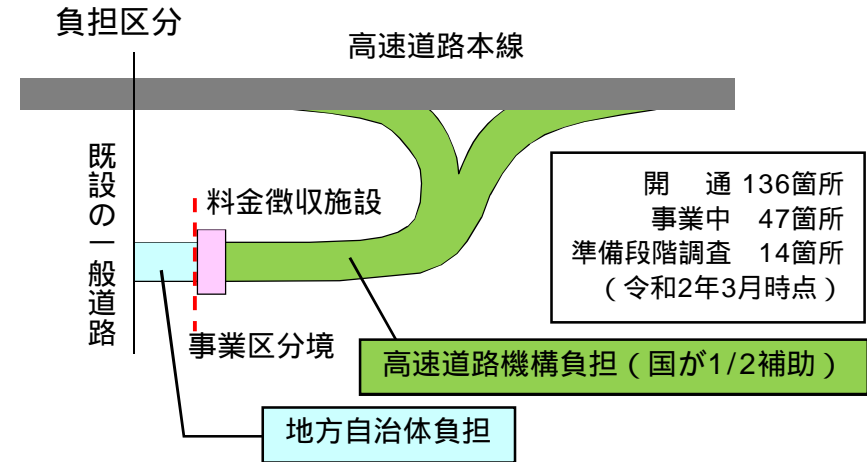 負担区分
高速道路本線
既設の一般道路
料金徴収施設
開　通 136箇所
事業中　47箇所
準備段階調査　14箇所
（令和2年3月時点）
事業区分境
高速道路機構負担（国が1/2補助）
地方自治体負担